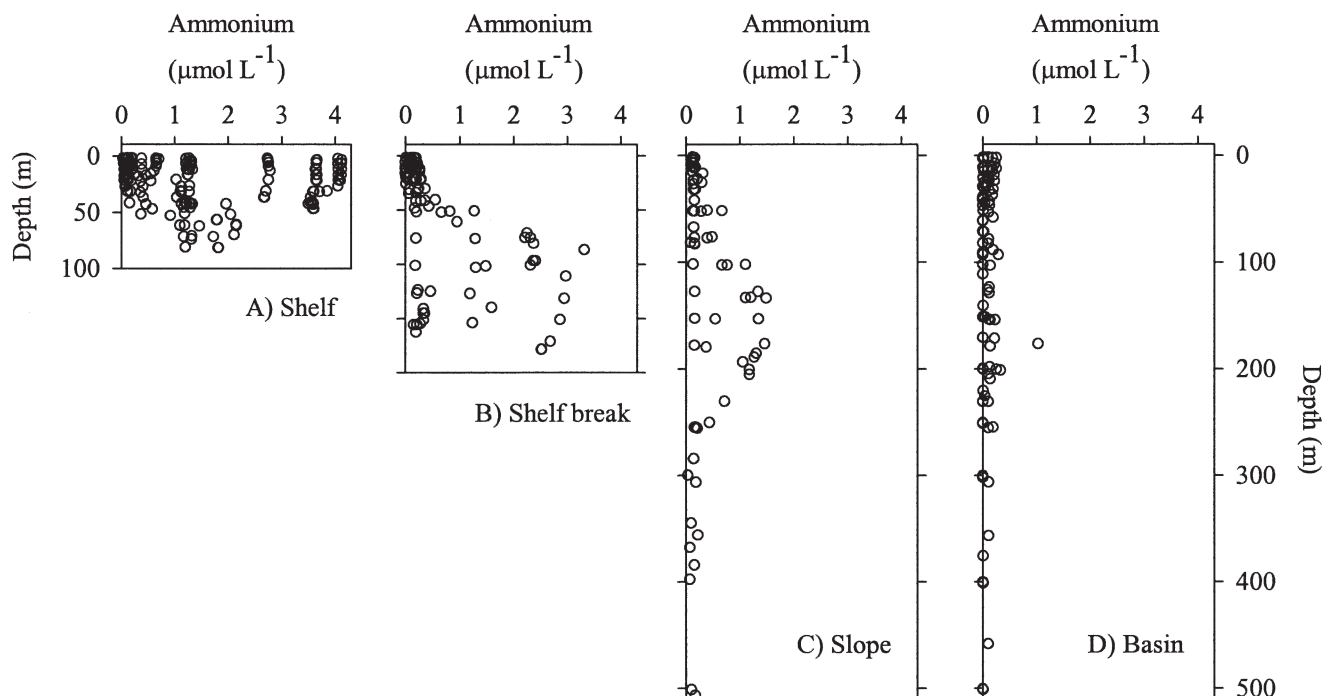 Ammonium
(μmol L⁻¹)
0 1 2 3 4
Depth (m)
0
50
100
A) Shelf
Ammonium
(μmol L⁻¹)
0 1 2 3 4
B) Shelf break
Ammonium
(μmol L⁻¹)
0 1 2 3 4
C) Slope
Ammonium
(μmol L⁻¹)
0 1 2 3 4
D) Basin
0
100
200
300
400
500
Depth (m)